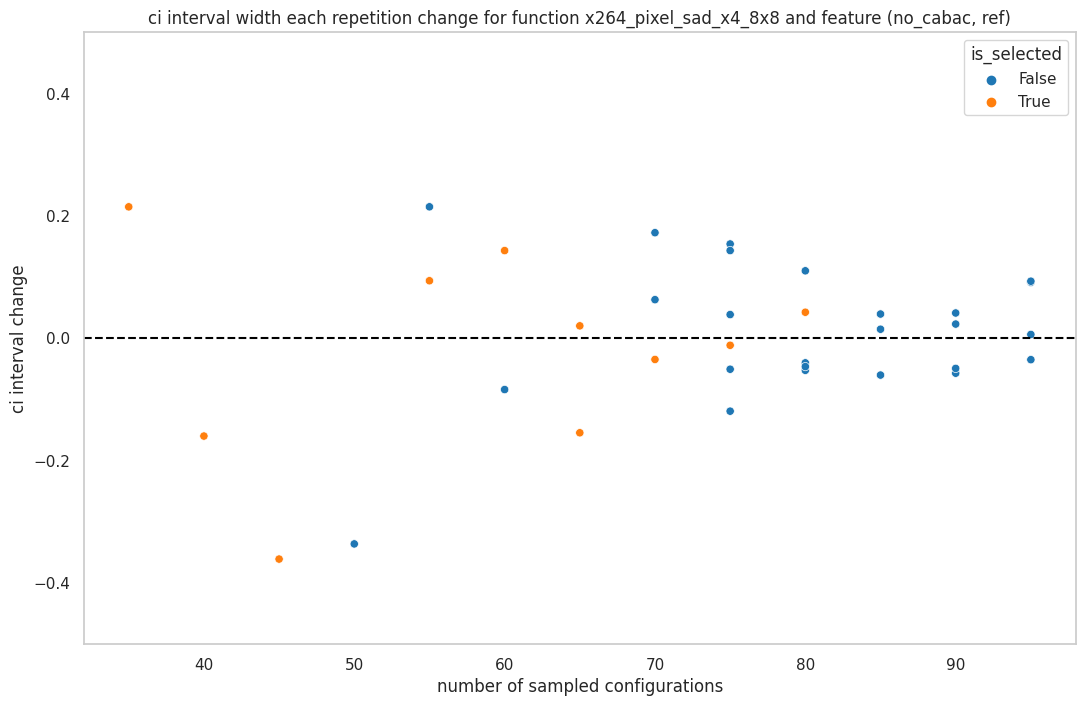 ci interval width each repetition change for function x264_pixel_sad_x4_8x8 and feature (no_cabac, ref)
is_selected
False
True
0.4
0.2
0.0
−0.2
−0.4
ci interval change
40 50 60 70 80 90
number of sampled configurations